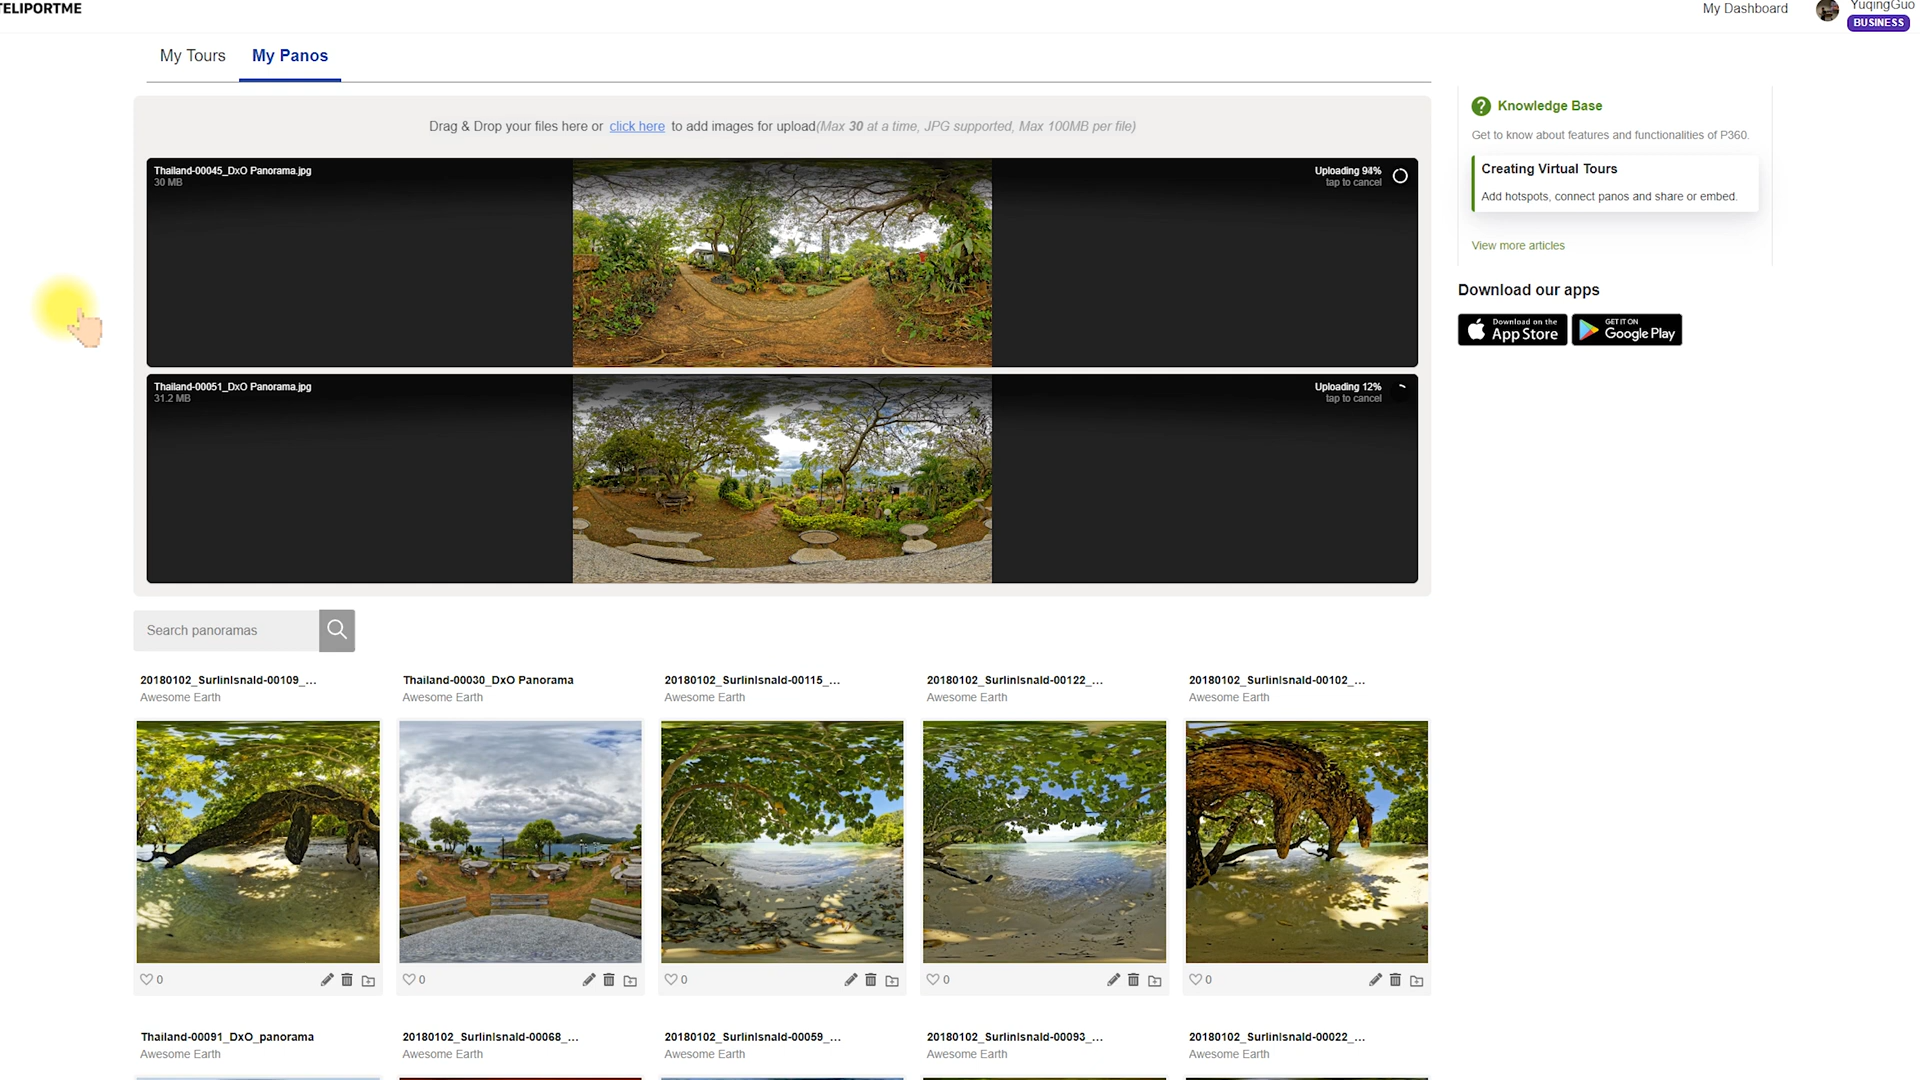 TELIPORTME
My Dashboard
YuqingGuo
BUSINESS
My Tours
My Panos
Drag & Drop your files here or click here to add images for upload(Max 30 at a time, JPG supported, Max 100MB per file)
Thailand-00045_DxO Panorama.jpg
30 MB
Uploading 94%
tap to cancel
Thailand-00051_DxO Panorama.jpg
31.2 MB
Uploading 12%
tap to cancel
? Knowledge Base
Get to know about features and functionalities of P360.
Creating Virtual Tours
Add hotspots, connect panos and share or embed.
View more articles
Download our apps
Download on the
App Store
GET IT ON
Google Play
Search panoramas
20180102_SurlinIsnald-00109_...
Awesome Earth
Thailand-00030_DxO Panorama
Awesome Earth
20180102_SurlinIsnald-00115_...
Awesome Earth
20180102_SurlinIsnald-00122_...
Awesome Earth
20180102_SurlinIsnald-00102_...
Awesome Earth
0
0
0
0
0
Thailand-00091_DxO_panorama
Awesome Earth
20180102_SurlinIsnald-00068_...
Awesome Earth
20180102_SurlinIsnald-00059_...
Awesome Earth
20180102_SurlinIsnald-00093_...
Awesome Earth
20180102_SurlinIsnald-00022_...
Awesome Earth